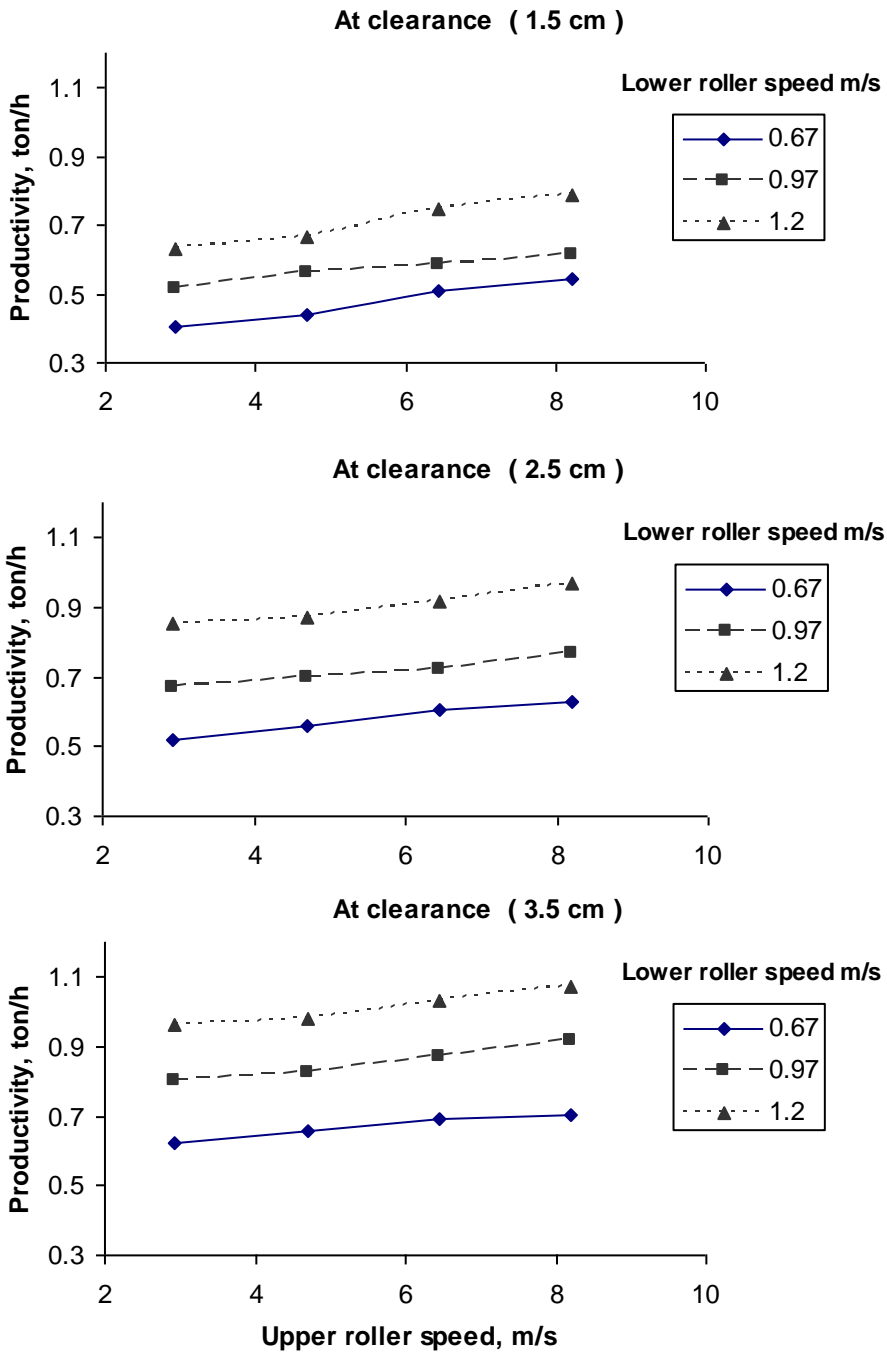 At clearance ( 1.5 cm )
Productivity, ton/h
1.1
0.9
0.7
0.5
0.3
2 4 6 8 10
Lower roller speed m/s
0.67
0.97
1.2
At clearance ( 2.5 cm )
Productivity, ton/h
1.1
0.9
0.7
0.5
0.3
2 4 6 8 10
Lower roller speed m/s
0.67
0.97
1.2
At clearance ( 3.5 cm )
Productivity, ton/h
1.1
0.9
0.7
0.5
0.3
2 4 6 8 10
Upper roller speed, m/s
Lower roller speed m/s
0.67
0.97
1.2